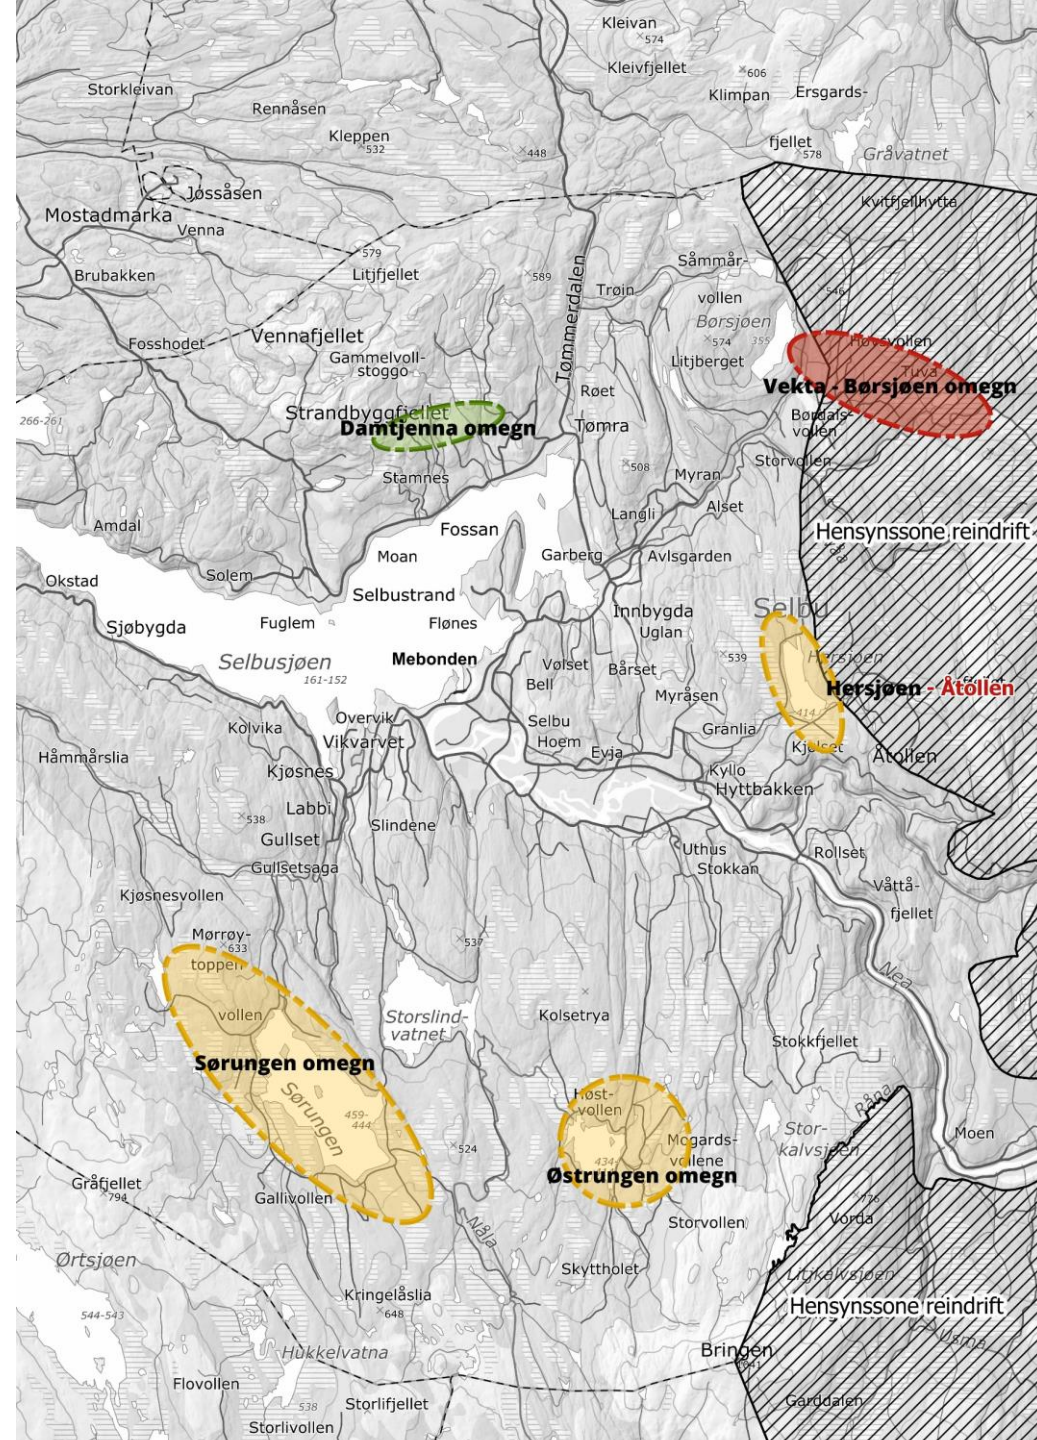 Kleivan
574
Kleivfjellet
606
Klimpan
Ersgards-
fjellet
578
Storkleivan
Rennåsen
Kleppen
532
448
Gråvatnet
Jøssåsen
Mostadmarka
Venna
Kvitfjellhytta
579
Litjfjellet
Brubakken
589
Trøin
Såmmår-
vollen
546
Tømmerdalen
Børsjøen
574
355
Litjberget
Høysvollen
Tuva
Fosshodet
Vennafjellet
Gammelvoll-
stoggo
Røet
Vekta - Børsjøen omegn
Strandbyggfjellet
Damtjenna omegn
266-261
Tømra
Børdals-
vollen
Storvollen
508
Stamnes
Myran
Alset
Langli
Amdal
Fossan
Hensynssone reindrift
Moan
Garberg
Avlsgarden
Okstad
Solem
Selbustrand
Innbygda
Selbu
Sjøbygda
Fuglem
Flønes
Uglan
Selbusjøen
161-152
Mebonden
Vølset
Bårset
539
Hersjøen
Bell
Hersjøen - Åtollen
Myråsen
414
Kolvika
Overvik
Vikvarvet
Selbu
Hoem
Evja
Granlia
Kjølset
Åtollen
Håmmårslia
Kjøsnes
Kyllo
Hyttbakken
Labbi
538
Slindene
Gullset
Uthus
Stokkan
Rollset
Gullsetsaga
Kjøsnesvollen
Våttå-
fjellet
Mørrøy-
633
toppen
537
Nea
vollen
Storslind-
vatnet
Kolsetrya
Stokkfjellet
Sørungen omegn
Sørungen
459-
444
Høst-
vollen
Råna
Stor-
kalvsjøen
Moen
524
Mogards-
vollene
434-
Østrungen omegn
Gråfjellet
794
Gallivollen
Nåja
Storvollen
776
Vorda
Ørtsjøen
Skyttholet
Litjkalvsjøen
544-543
Kringelåslia
648
Hensynssone reindrift
Usma
Hukkelvatna
Bringen
641
Flovollen
538
Storlifjellet
Garddalen
Storlivollen